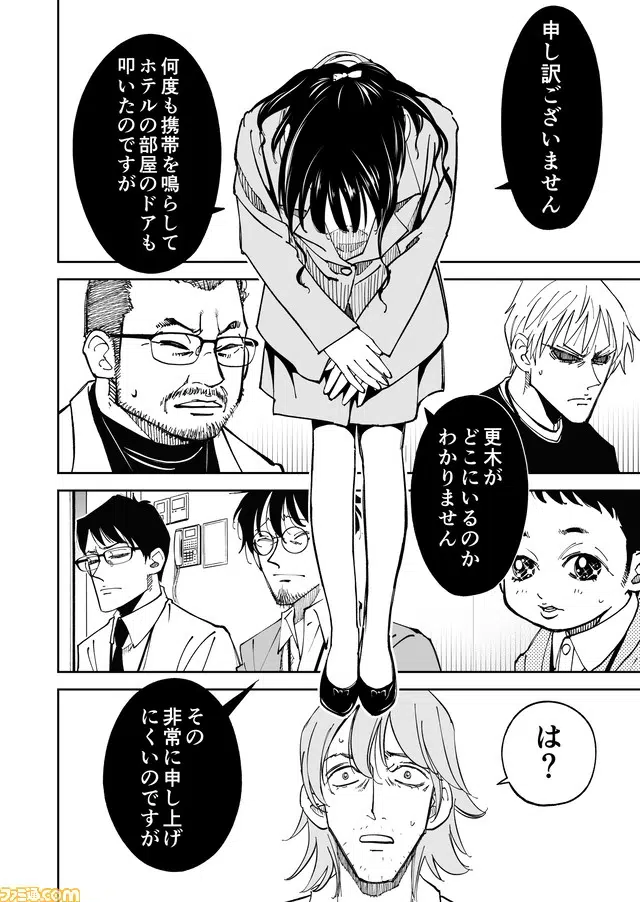 申し訳ございません
何度も携帯を鳴らして
ホテルの部屋のドアも
叩いたのですが
更木が
どこにいるのか
わかりません
は？
その
非常に申し上げ
にくいのですが
ファミ通.com